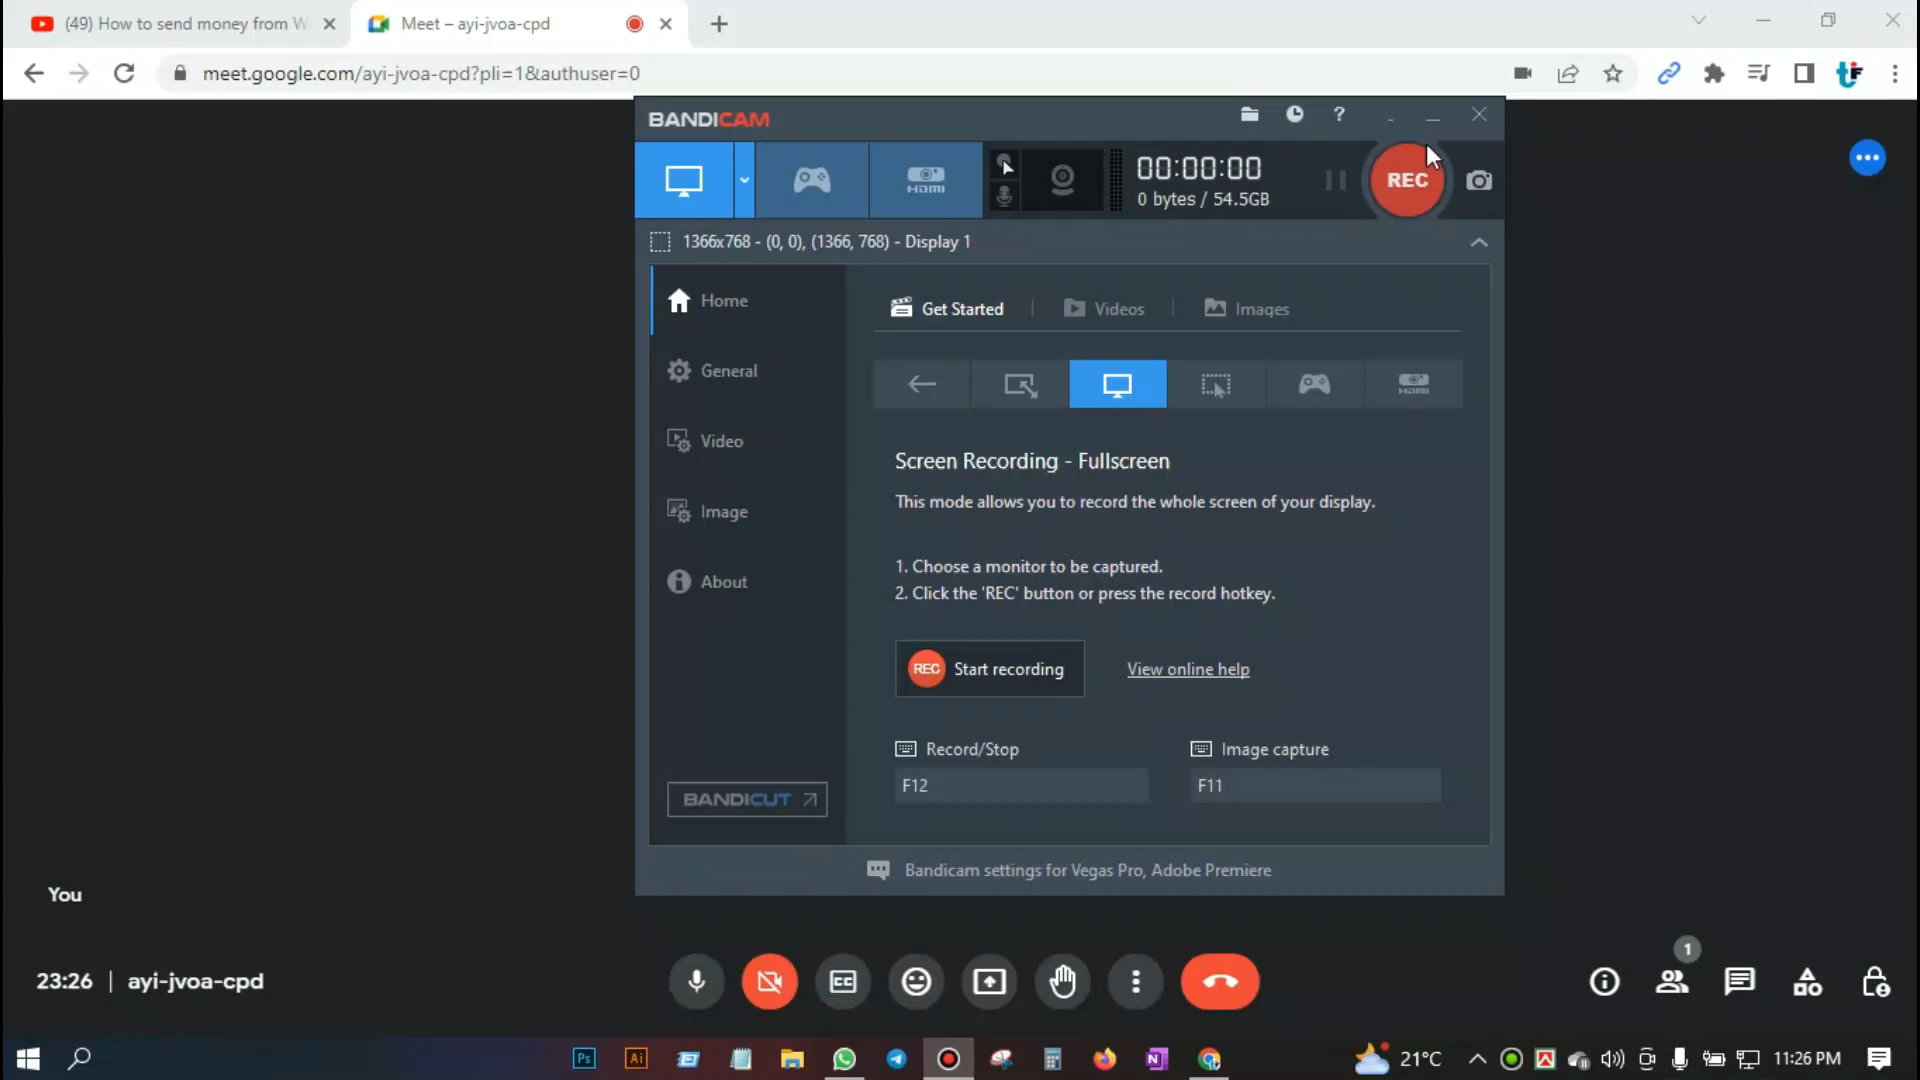 (49) How to send money from W
Meet – ayi-jvoa-cpd
meet.google.com/ayi-jvoa-cpd?pli=1&authuser=0
BANDICAM
?
HDMI
00:00:00
0 bytes / 54.5GB
REC
1366x768 - (0, 0), (1366, 768) - Display 1
Home
General
Video
Image
About
BANDICUT
Get Started
Videos
Images
HDMI
Screen Recording - Fullscreen
This mode allows you to record the whole screen of your display.
1. Choose a monitor to be captured.
2. Click the 'REC' button or press the record hotkey.
REC Start recording
View online help
Record/Stop
Image capture
F12
F11
Bandicam settings for Vegas Pro, Adobe Premiere
You
23:26 | ayi-jvoa-cpd
CC
1
Ps
Ai
N
21°C
11:26 PM